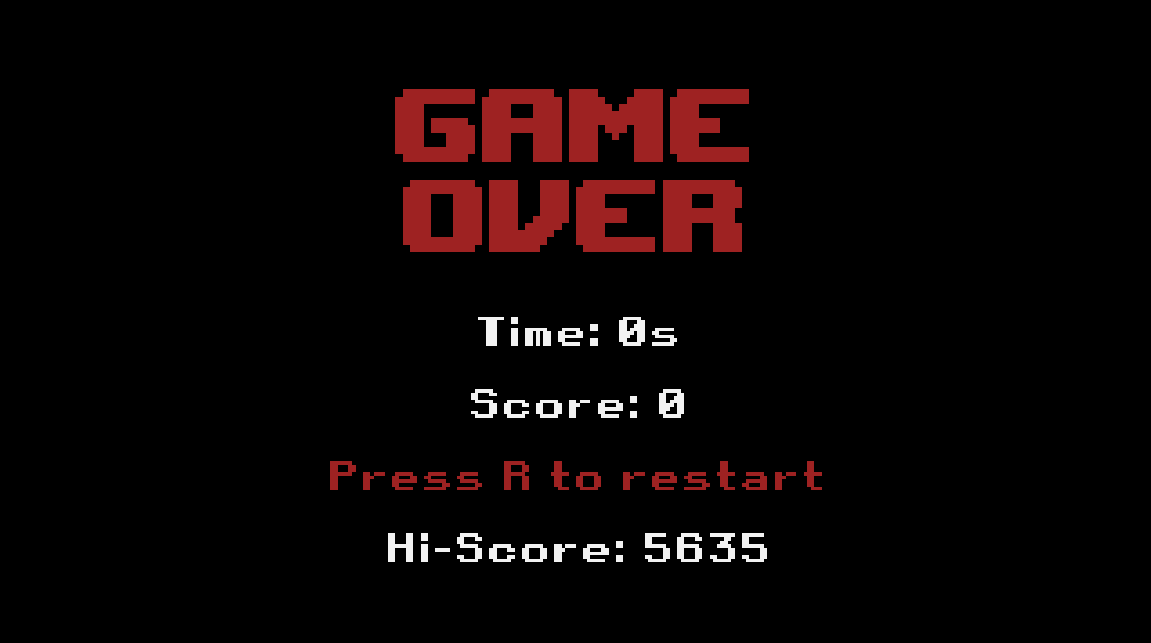 GAME
OVER
Time: 0s
Score: 0
Press R to restart
Hi-Score: 5635